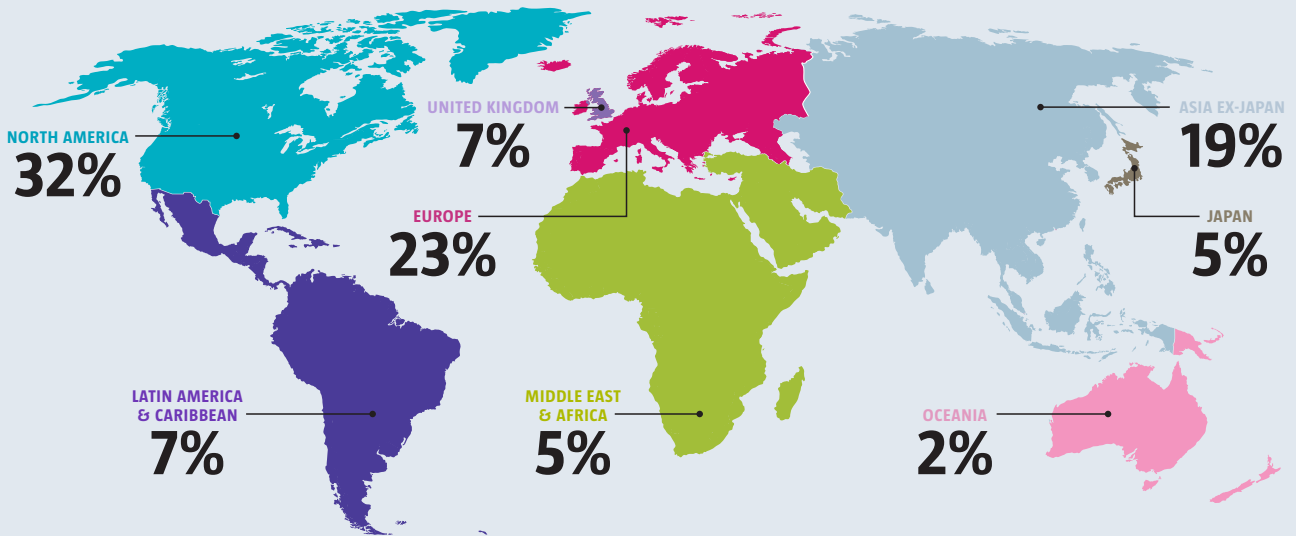 NORTH AMERICA
32%
UNITED KINGDOM
7%
EUROPE
23%
ASIA EX-JAPAN
19%
JAPAN
5%
LATIN AMERICA
& CARIBBEAN
7%
MIDDLE EAST
& AFRICA
5%
OCEANIA
2%